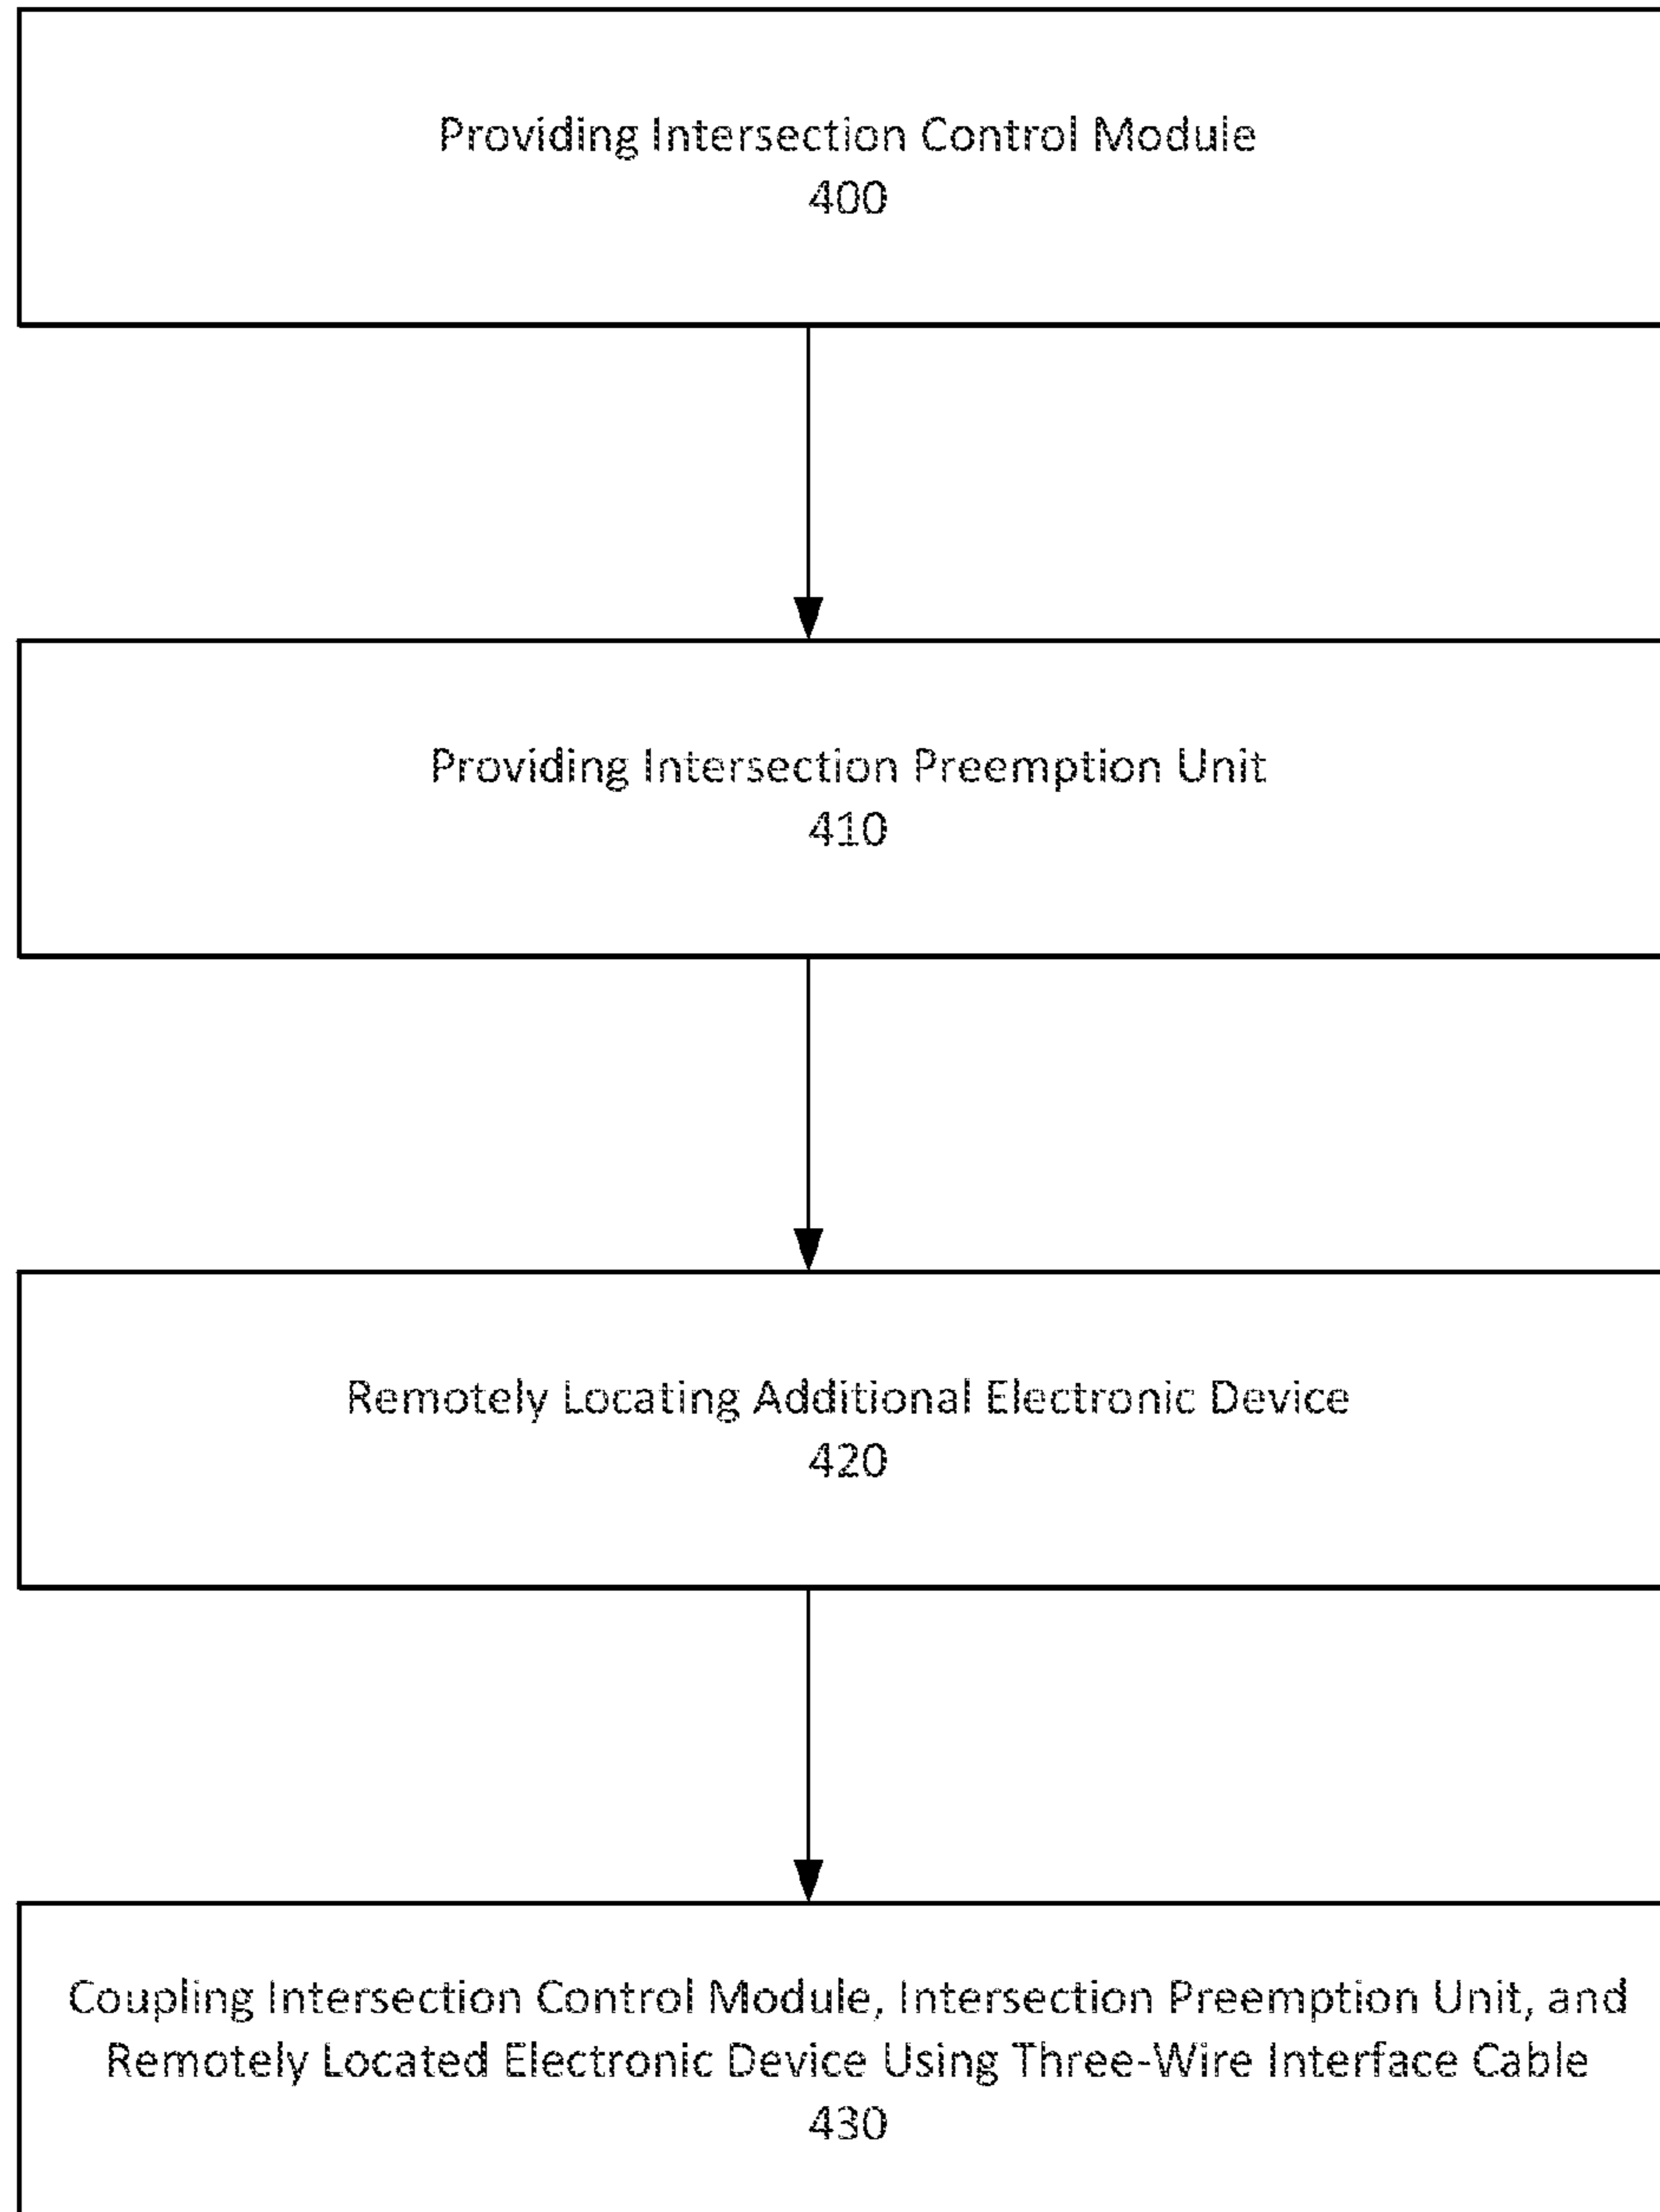 Providing Intersection Control Module
400
Providing Intersection Preemption Unit
410
Remotely Locating Additional Electronic Device
420
Coupling Intersection Control Module, Intersection Preemption Unit, and
Remotely Located Electronic Device Using Three-Wire Interface Cable
430